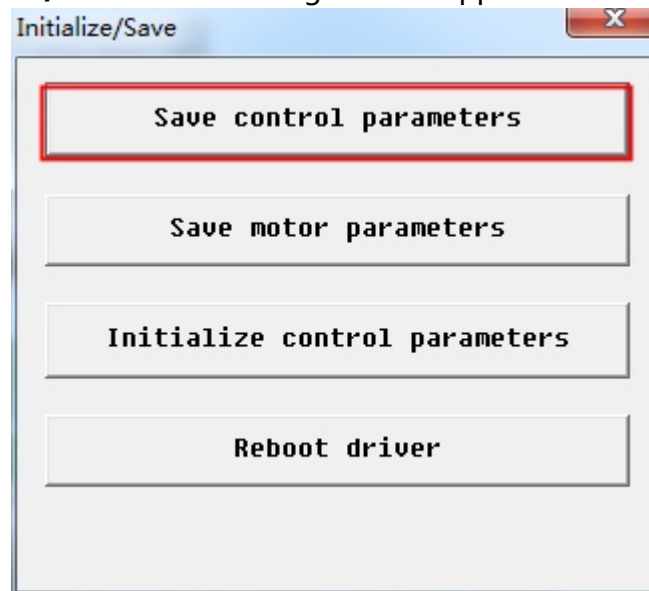 Initialize/Save
X
Save control parameters
Save motor parameters
Initialize control parameters
Reboot driver